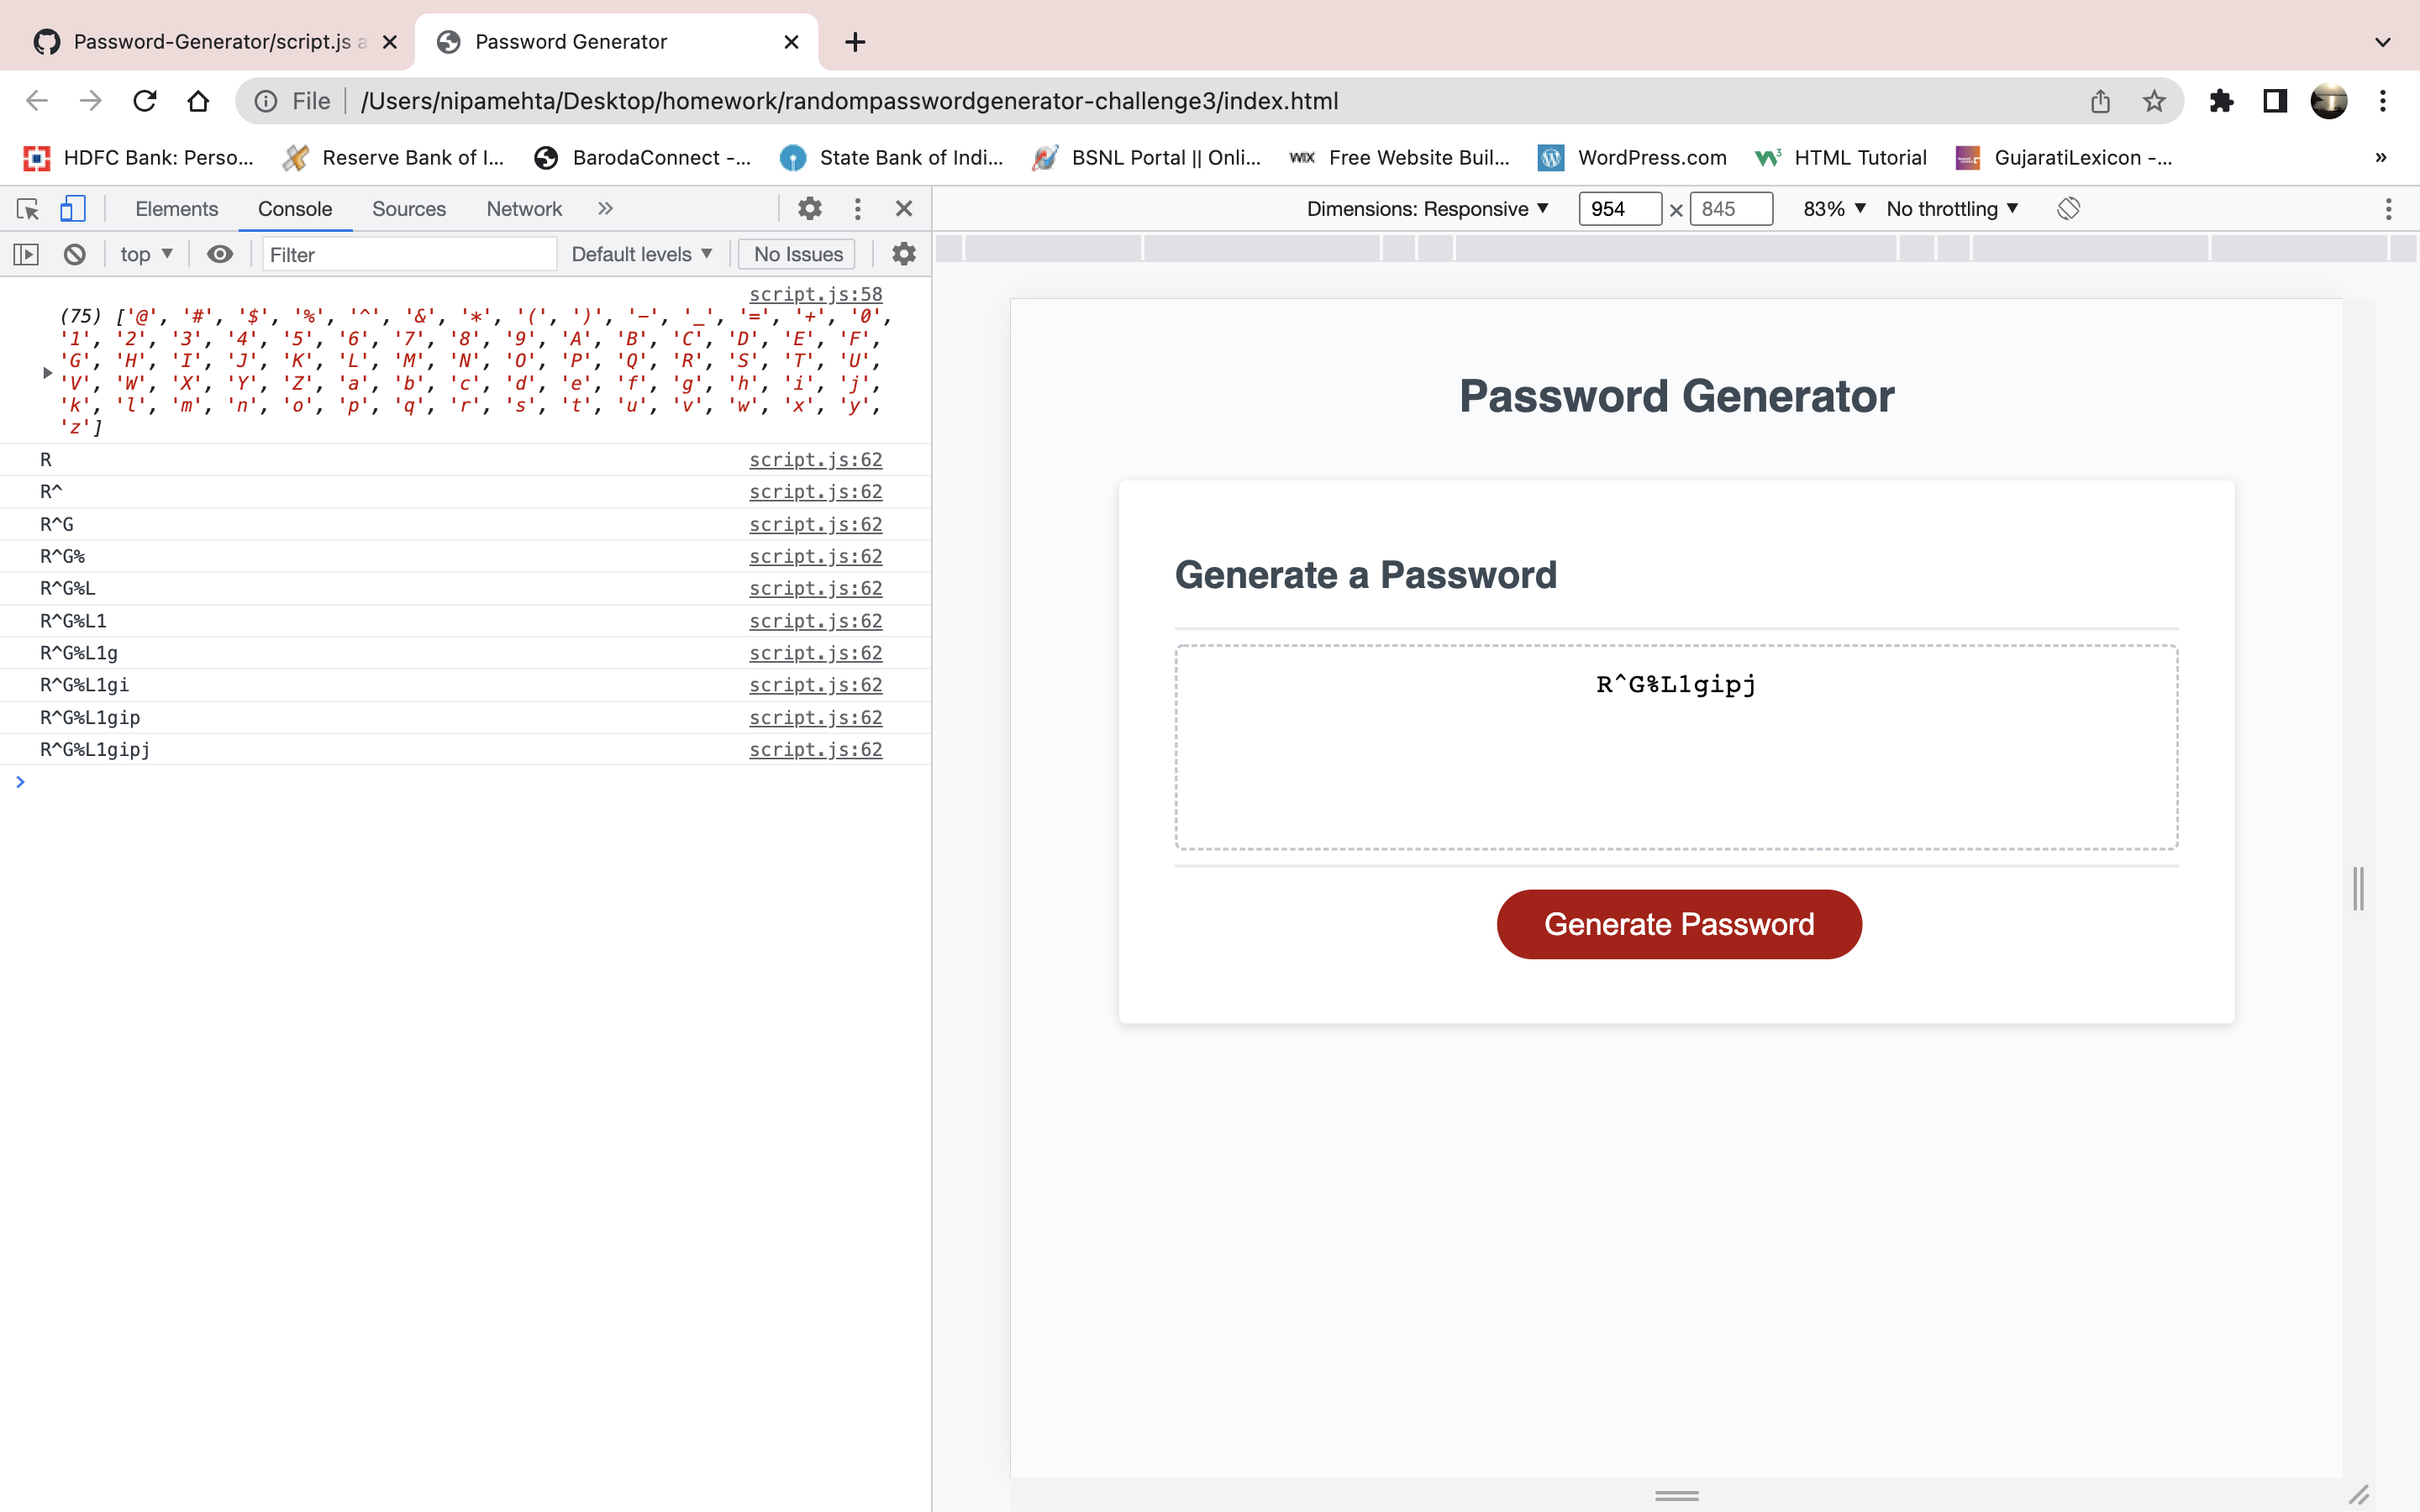 Password-Generator/script.js a
Password Generator
File
/Users/nipamehta/Desktop/homework/randompasswordgenerator-challenge3/index.html
HDFC Bank: Perso...
Reserve Bank of I...
BarodaConnect -...
State Bank of Indi...
BSNL Portal || Onli...
WIX
Free Website Buil...
WordPress.com
HTML Tutorial
GujaratiLexicon -...
»
Elements
Console
Sources
Network
Dimensions: Responsive
954 × 845
83%
No throttling
top
Filter
Default levels
No Issues
script.js:58
(75) ['@', '#', '$', '%', '^', '&', '*', '(', ')', '-', '_', '=', '+', '0',
'1', '2', '3', '4', '5', '6', '7', '8', '9', 'A', 'B', 'C', 'D', 'E', 'F',
'G', 'H', 'I', 'J', 'K', 'L', 'M', 'N', 'O', 'P', 'Q', 'R', 'S', 'T', 'U',
'V', 'W', 'X', 'Y', 'Z', 'a', 'b', 'c', 'd', 'e', 'f', 'g', 'h', 'i', 'j',
'k', 'l', 'm', 'n', 'o', 'p', 'q', 'r', 's', 't', 'u', 'v', 'w', 'x', 'y',
'z']
R script.js:62
R^ script.js:62
R^G script.js:62
R^G% script.js:62
R^G%L script.js:62
R^G%L1 script.js:62
R^G%L1g script.js:62
R^G%L1gi script.js:62
R^G%L1gip script.js:62
R^G%L1gipj script.js:62
Password Generator
Generate a Password
R^G%L1gipj
Generate Password